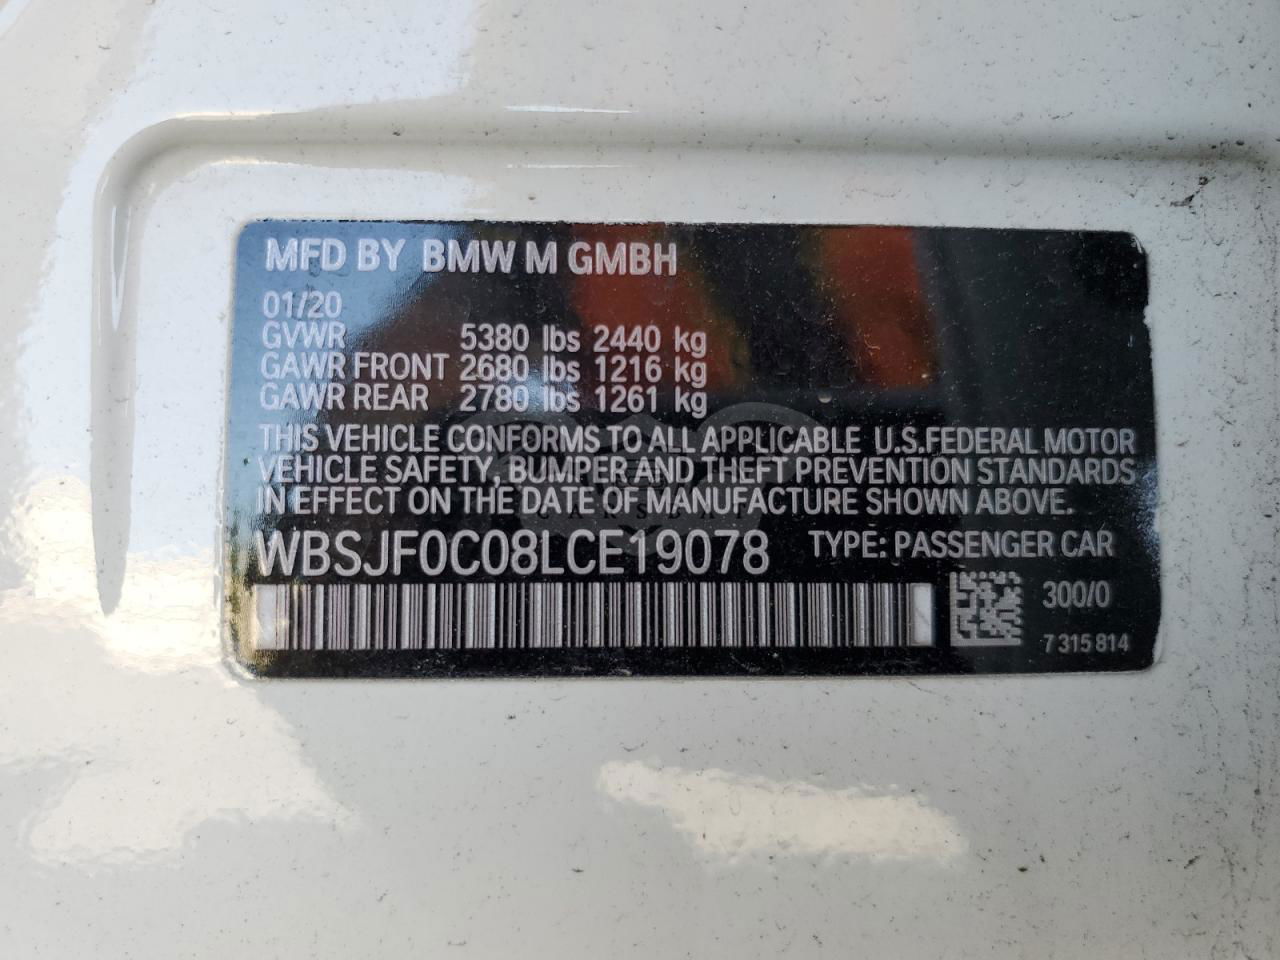 MFD BY BMW M GMBH
01/20
GVWR 5380 lbs 2440 kg
GAWR FRONT 2680 lbs 1216 kg
GAWR REAR 2780 lbs 1261 kg
THIS VEHICLE CONFORMS TO ALL APPLICABLE U.S.FEDERAL MOTOR
VEHICLE SAFETY, BUMPER AND THEFT PREVENTION STANDARDS
IN EFFECT ON THE DATE OF MANUFACTURE SHOWN ABOVE.
WBSJF0C08LCE19078 TYPE: PASSENGER CAR
300/0
7 315 814